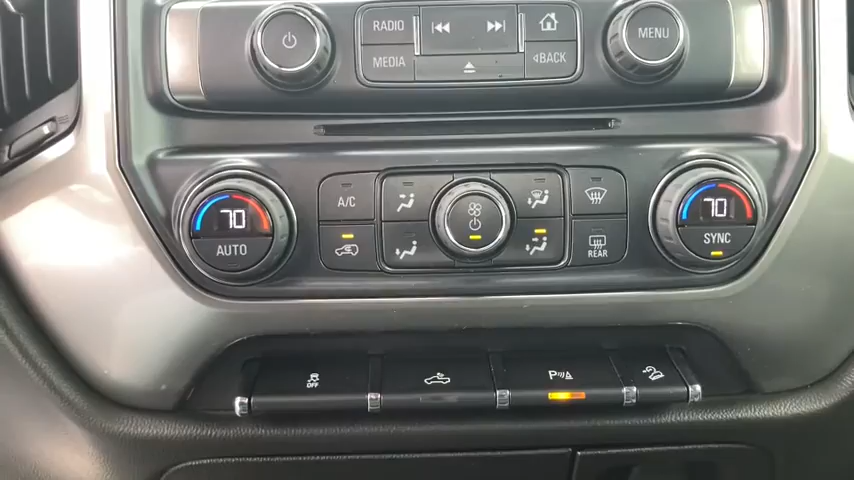 RADIO
MENU
MEDIA
BACK
A/C
70
70
AUTO
SYNC
REAR
OFF
P